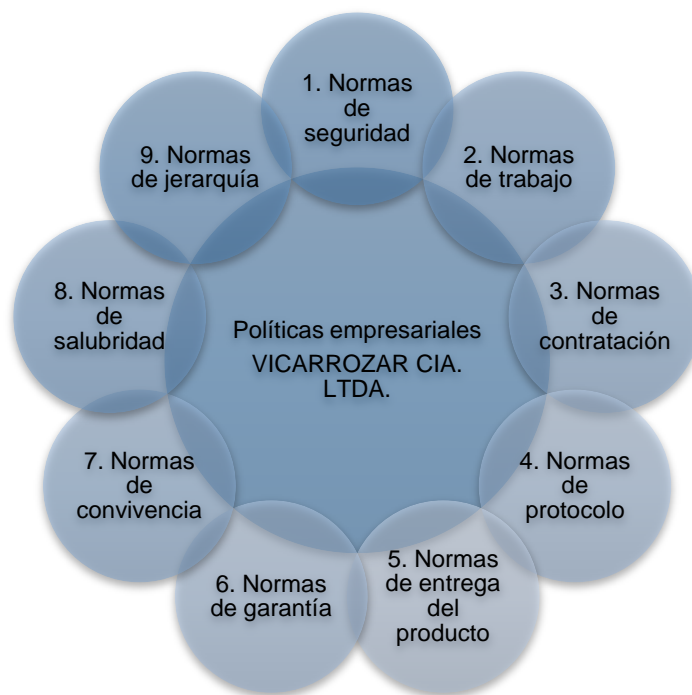 1. Normas
de
seguridad
2. Normas
de trabajo
3. Normas
de
contratación
4. Normas
de
protocolo
5. Normas
de entrega
del
producto
6. Normas
de garantía
7. Normas
de
convivencia
8. Normas
de
salubridad
9. Normas
de jerarquía
Políticas empresariales
VICARROZAR CIA.
LTDA.